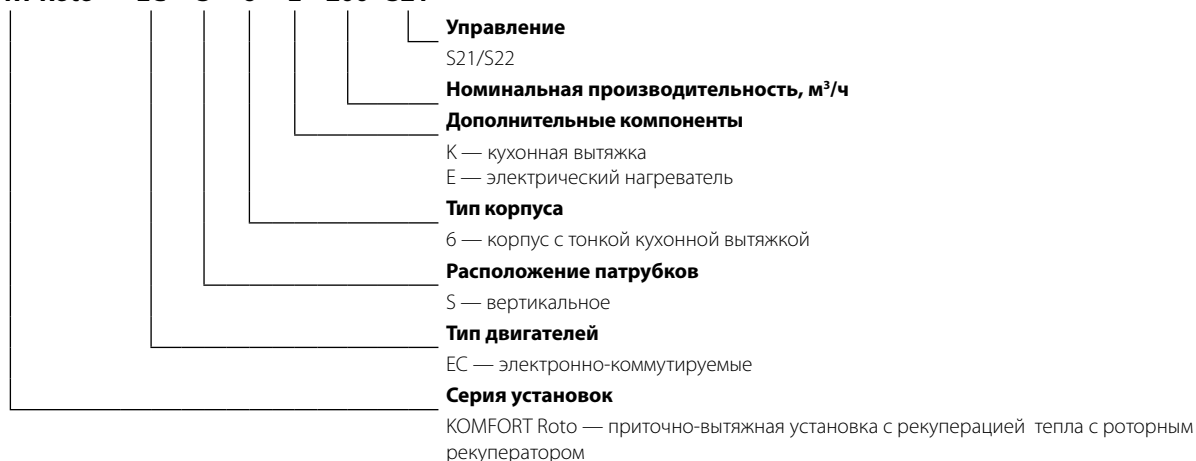 Управление
S21/S22
Номинальная производительность, м³/ч
Дополнительные компоненты
К — кухонная вытяжка
Е — электрический нагреватель
Тип корпуса
6 — корпус с тонкой кухонной вытяжкой
Расположение патрубков
S — вертикальное
Тип двигателей
EC — электронно-коммутируемые
Серия установок
KOMFORT Roto — приточно-вытяжная установка с рекуперацией тепла с роторным
рекуператором